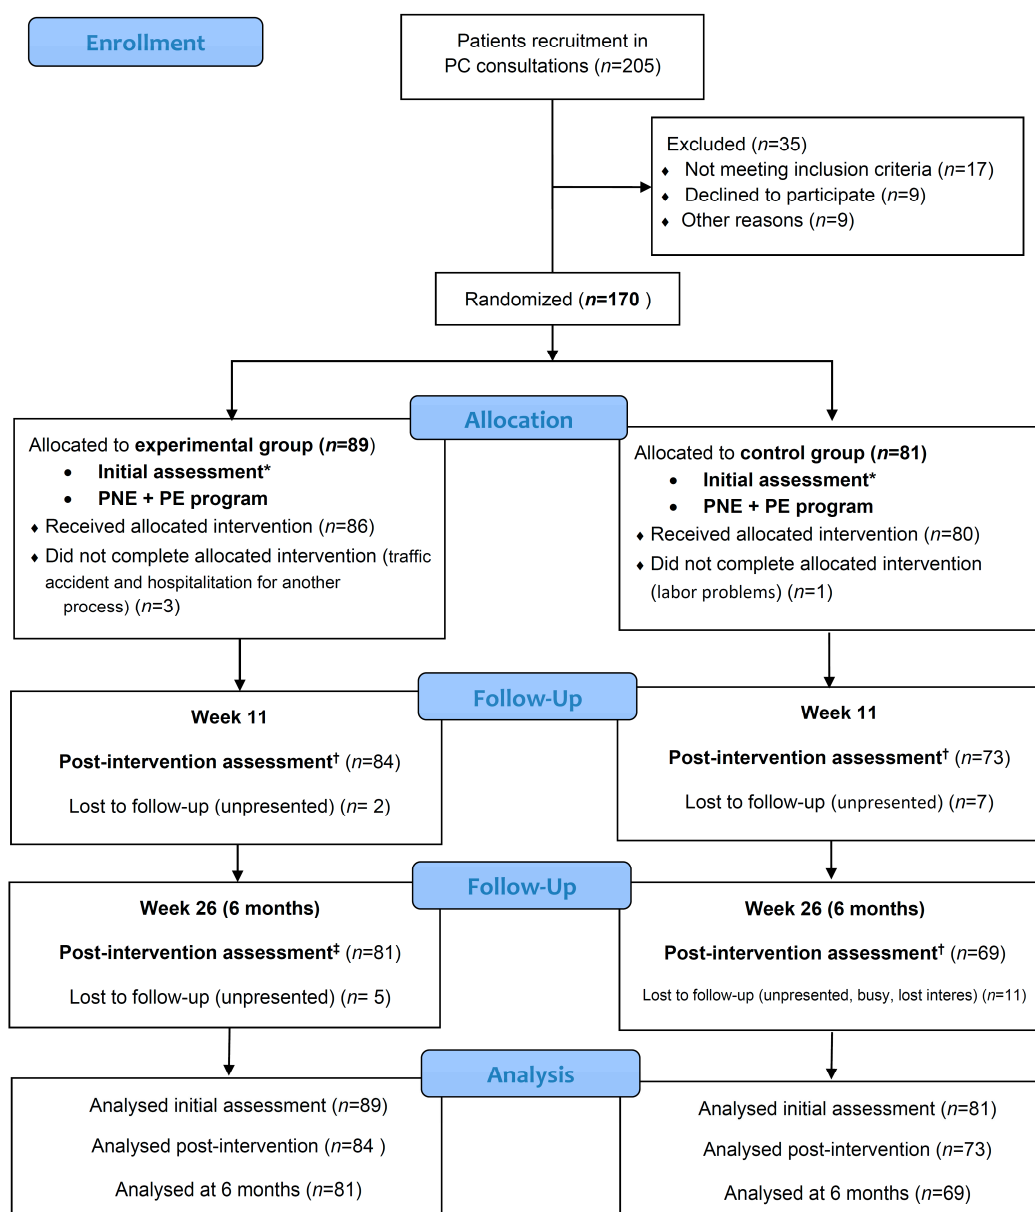 Enrollment
Patients recruitment in
PC consultations (n=205)
Excluded (n=35)
♦ Not meeting inclusion criteria (n=17)
♦ Declined to participate (n=9)
♦ Other reasons (n=9)
Randomized (n=170 )
Allocation
Allocated to experimental group (n=89)
• Initial assessment*
• PNE + PE program
♦ Received allocated intervention (n=86)
♦ Did not complete allocated intervention (traffic
accident and hospitalitation for another
process) (n=3)
Allocated to control group (n=81)
• Initial assessment*
• PNE + PE program
♦ Received allocated intervention (n=80)
♦ Did not complete allocated intervention
(labor problems) (n=1)
Follow-Up
Week 11
Post-intervention assessment† (n=84)
Lost to follow-up (unpresented) (n= 2)
Week 11
Post-intervention assessment† (n=73)
Lost to follow-up (unpresented) (n=7)
Follow-Up
Week 26 (6 months)
Post-intervention assessment‡ (n=81)
Lost to follow-up (unpresented) (n= 5)
Week 26 (6 months)
Post-intervention assessment† (n=69)
Lost to follow-up (unpresented, busy, lost interes) (n=11)
Analysis
Analysed initial assessment (n=89)
Analysed post-intervention (n=84 )
Analysed at 6 months (n=81)
Analysed initial assessment (n=81)
Analysed post-intervention (n=73)
Analysed at 6 months (n=69)